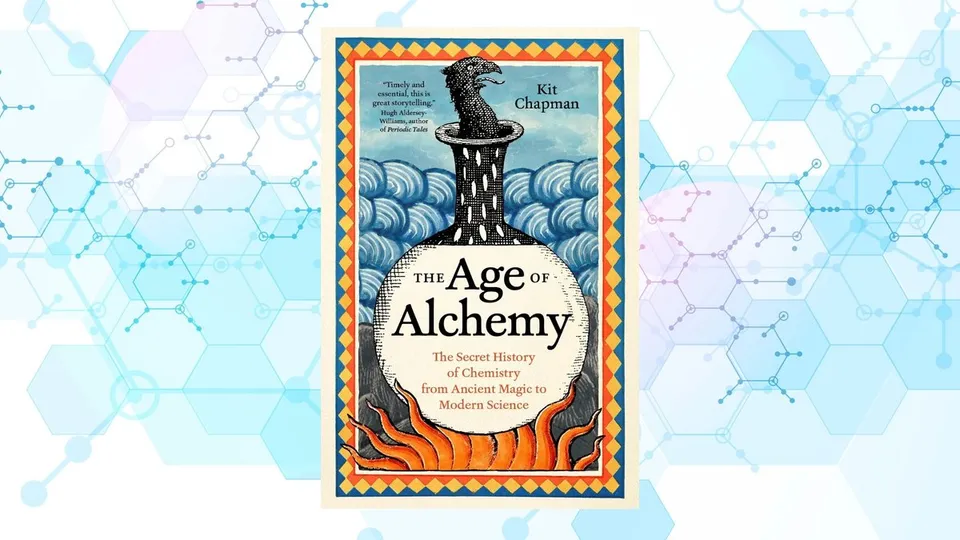 “Timely and
essential, this is
great storytelling.”
Hugh Aldersey-
Williams, author
of Periodic Tales
Kit
Chapman
THE Age OF
Alchemy
The Secret History
of Chemistry
from Ancient Magic to
Modern Science